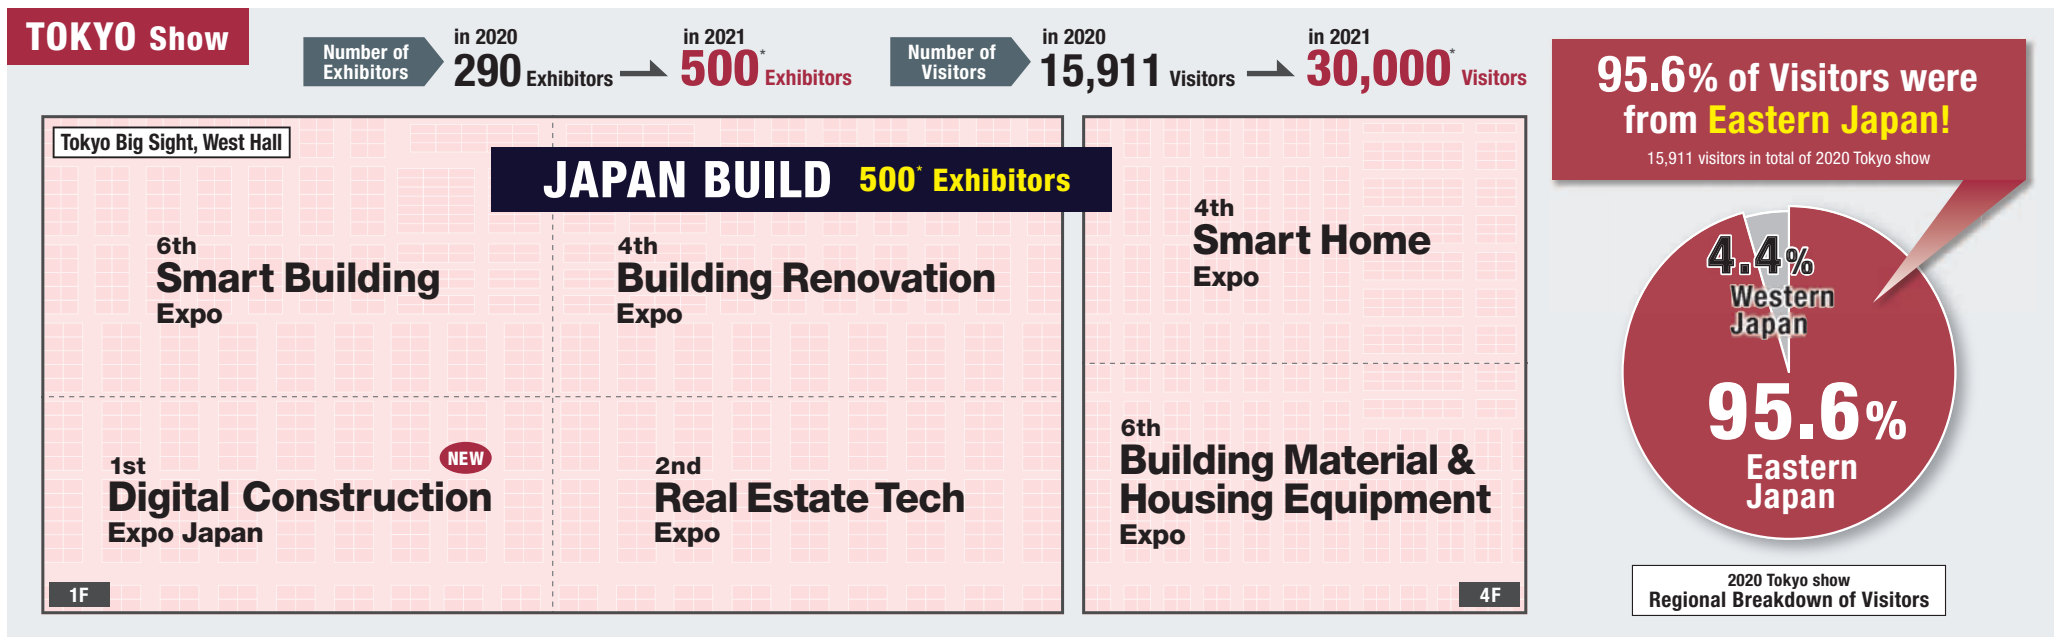 TOKYO Show
Number of
Exhibitors
in 2020
290 Exhibitors
in 2021
500* Exhibitors
Number of
Visitors
in 2020
15,911 Visitors
in 2021
30,000* Visitors
95.6% of Visitors were
from Eastern Japan!
15,911 visitors in total of 2020 Tokyo show
Tokyo Big Sight, West Hall
JAPAN BUILD 500* Exhibitors
6th
Smart Building
Expo
4th
Building Renovation
Expo
4th
Smart Home
Expo
1st
NEW
Digital Construction
Expo Japan
2nd
Real Estate Tech
Expo
6th
Building Material &
Housing Equipment
Expo
1F
4F
4.4%
Western
Japan
95.6%
Eastern
Japan
2020 Tokyo show
Regional Breakdown of Visitors